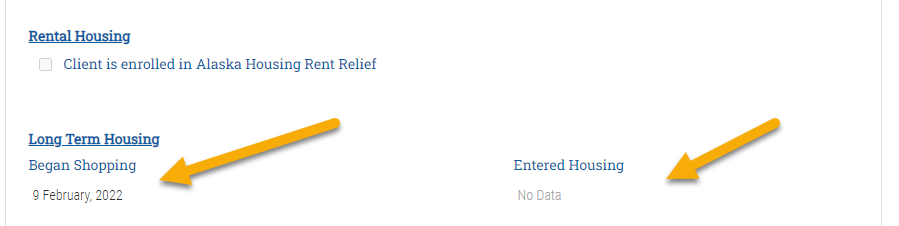 Rental Housing
Client is enrolled in Alaska Housing Rent Relief
Long Term Housing
Began Shopping
Entered Housing
9 February, 2022
No Data